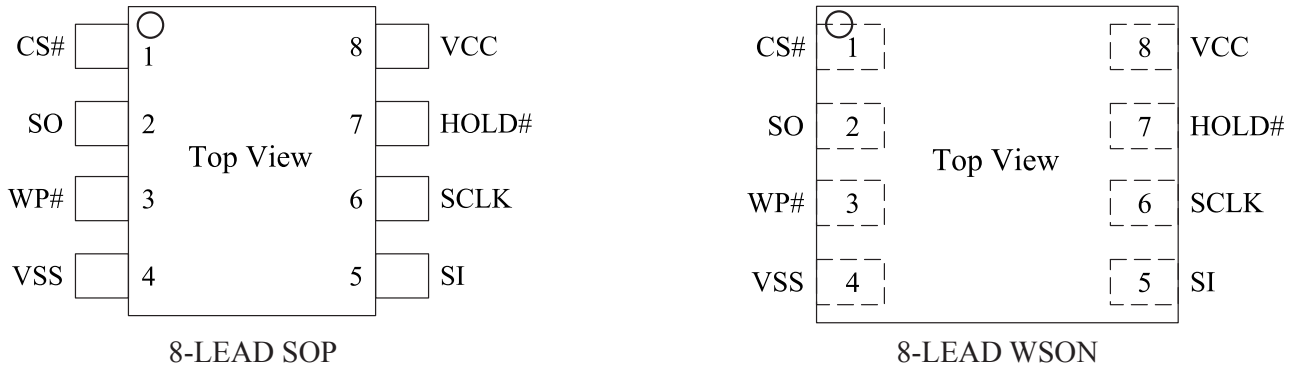 CS# 1 8 VCC
SO 2 7 HOLD#
Top View
WP# 3 6 SCLK
VSS 4 5 SI
8-LEAD SOP
CS# 1 8 VCC
SO 2 7 HOLD#
Top View
WP# 3 6 SCLK
VSS 4 5 SI
8-LEAD WSON